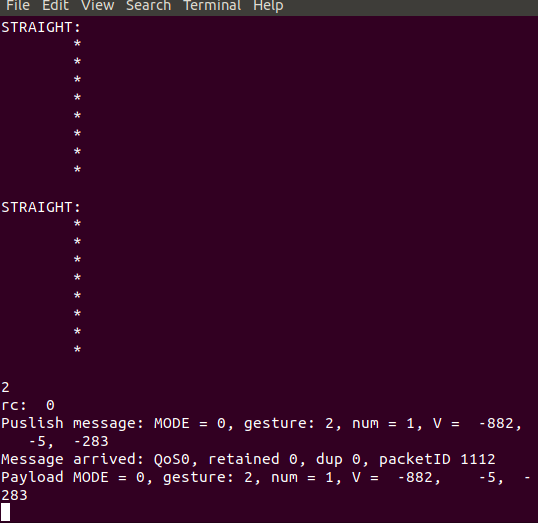 File Edit View Search Terminal Help
STRAIGHT:
*
*
*
*
*
*
*
*
STRAIGHT:
*
*
*
*
*
*
*
*
2
rc:  0
Puslish message: MODE = 0, gesture: 2, num = 1, V =  -882,
   -5,  -283
Message arrived: QoS0, retained 0, dup 0, packetID 1112
Payload MODE = 0, gesture: 2, num = 1, V =  -882,    -5,  -
283